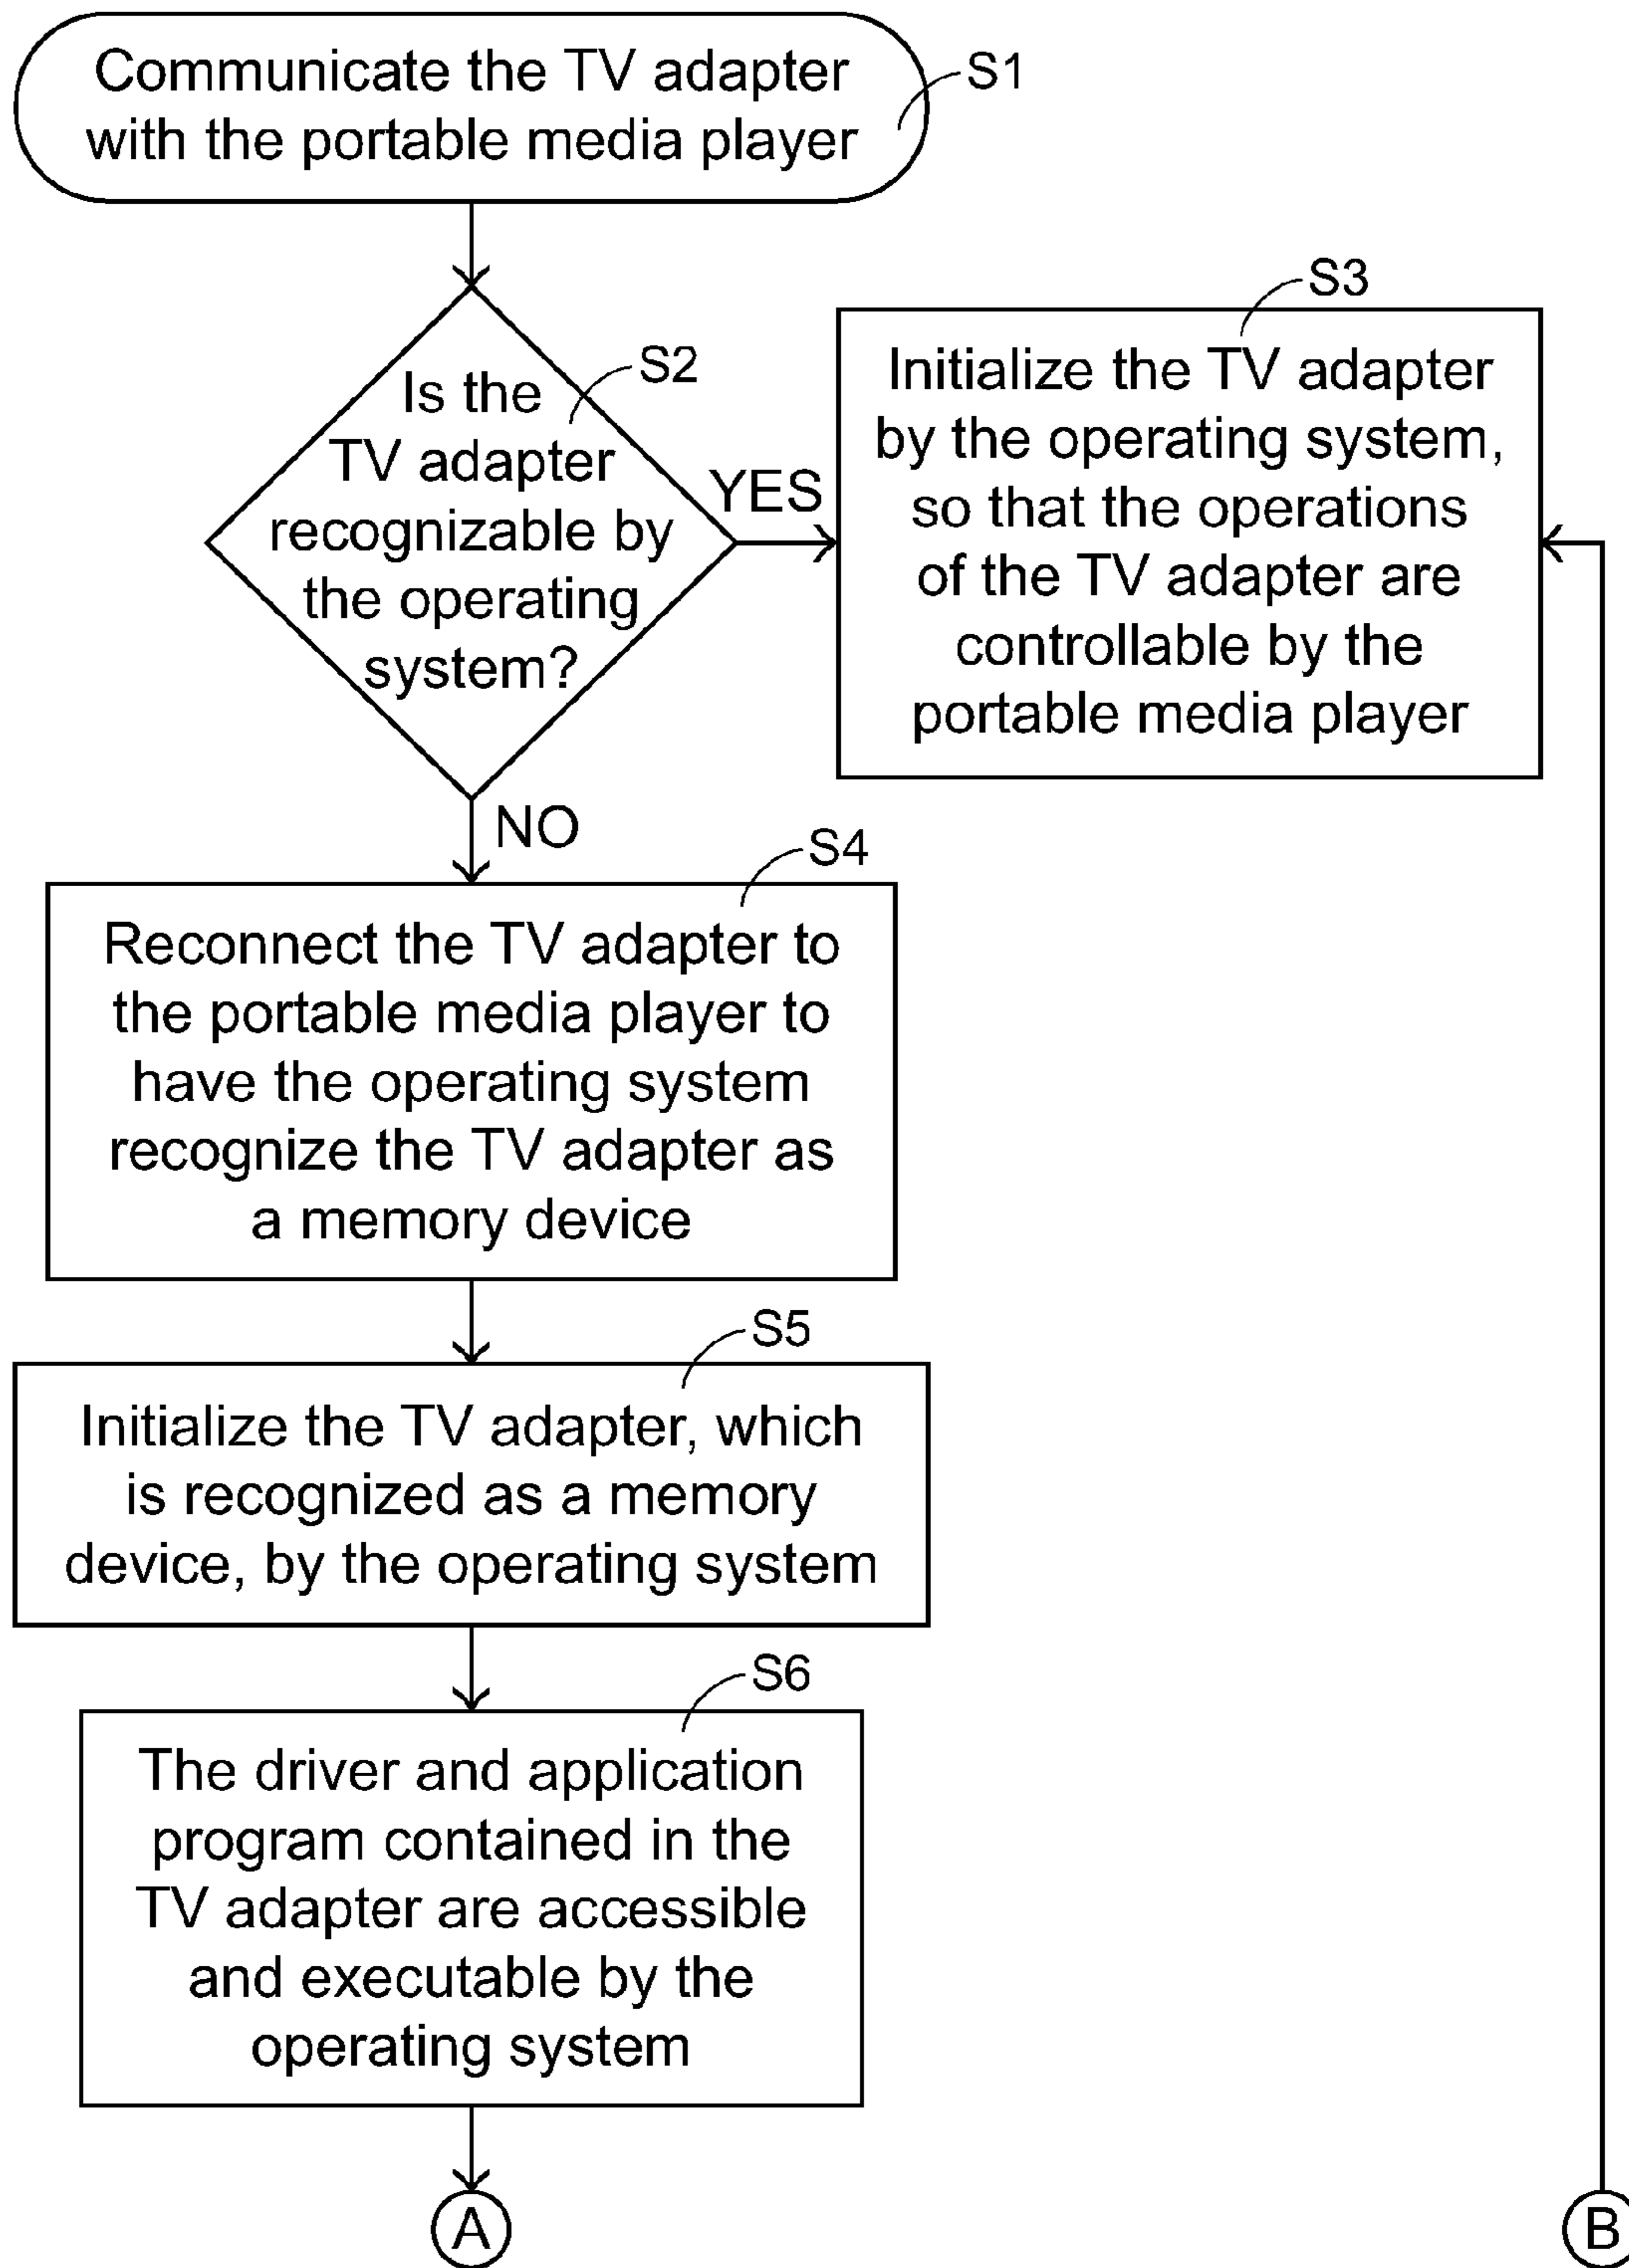 Communicate the TV adapter
with the portable media player
S1
Is the
TV adapter
recognizable by
the operating
system?
S2
YES
S3
Initialize the TV adapter
by the operating system,
so that the operations
of the TV adapter are
controllable by the
portable media player
NO
S4
Reconnect the TV adapter to
the portable media player to
have the operating system
recognize the TV adapter as
a memory device
S5
Initialize the TV adapter, which
is recognized as a memory
device, by the operating system
S6
The driver and application
program contained in the
TV adapter are accessible
and executable by the
operating system
A
B